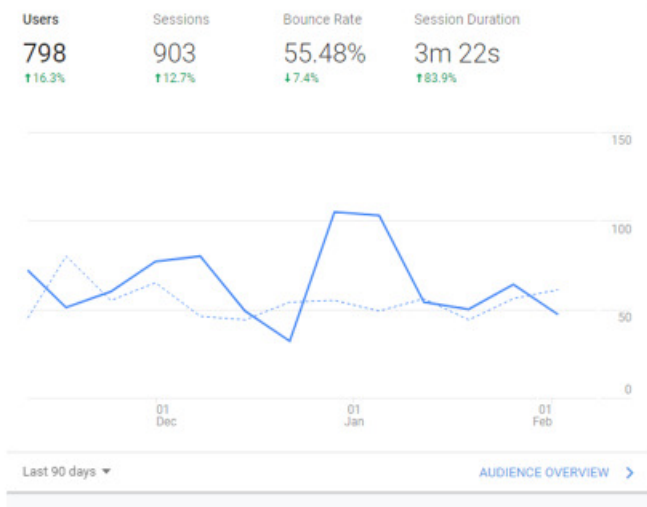 Users Sessions Bounce Rate Session Duration
798 903 55.48% 3m 22s
↑16.3% ↑12.7% ↓7.4% ↑83.9%
150
100
50
0
01 01 01
Dec Jan Feb
Last 90 days AUDIENCE OVERVIEW